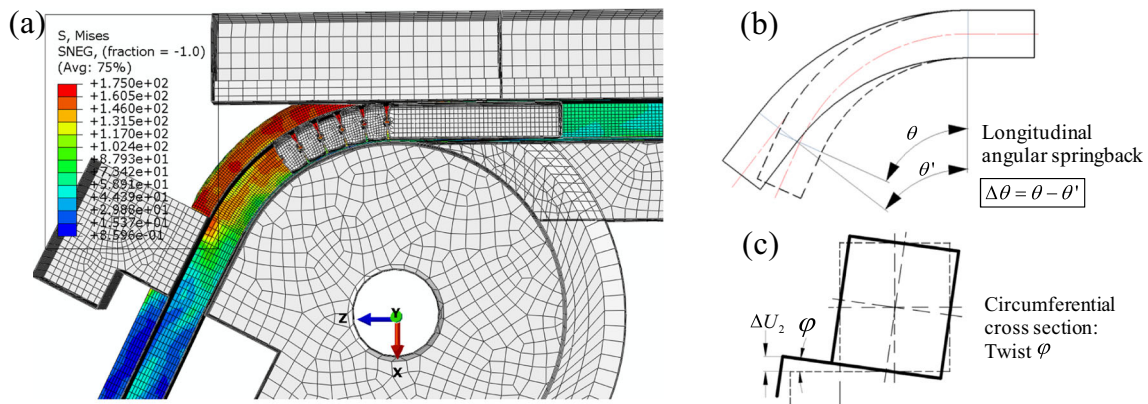 (a)
S, Mises
SNEG, (fraction = -1.0)
(Avg: 75%)
+1.750e+02
+1.605e+02
+1.460e+02
+1.315e+02
+1.170e+02
+1.024e+02
+8.793e+01
+7.342e+01
+5.891e+01
+4.439e+01
+2.988e+01
+1.537e+01
+8.596e-01
Y
Z
X
(b)
θ
θ'
Longitudinal
angular springback
Δθ = θ − θ'
(c)
ΔU₂
φ
Circumferential
cross section:
Twist φ